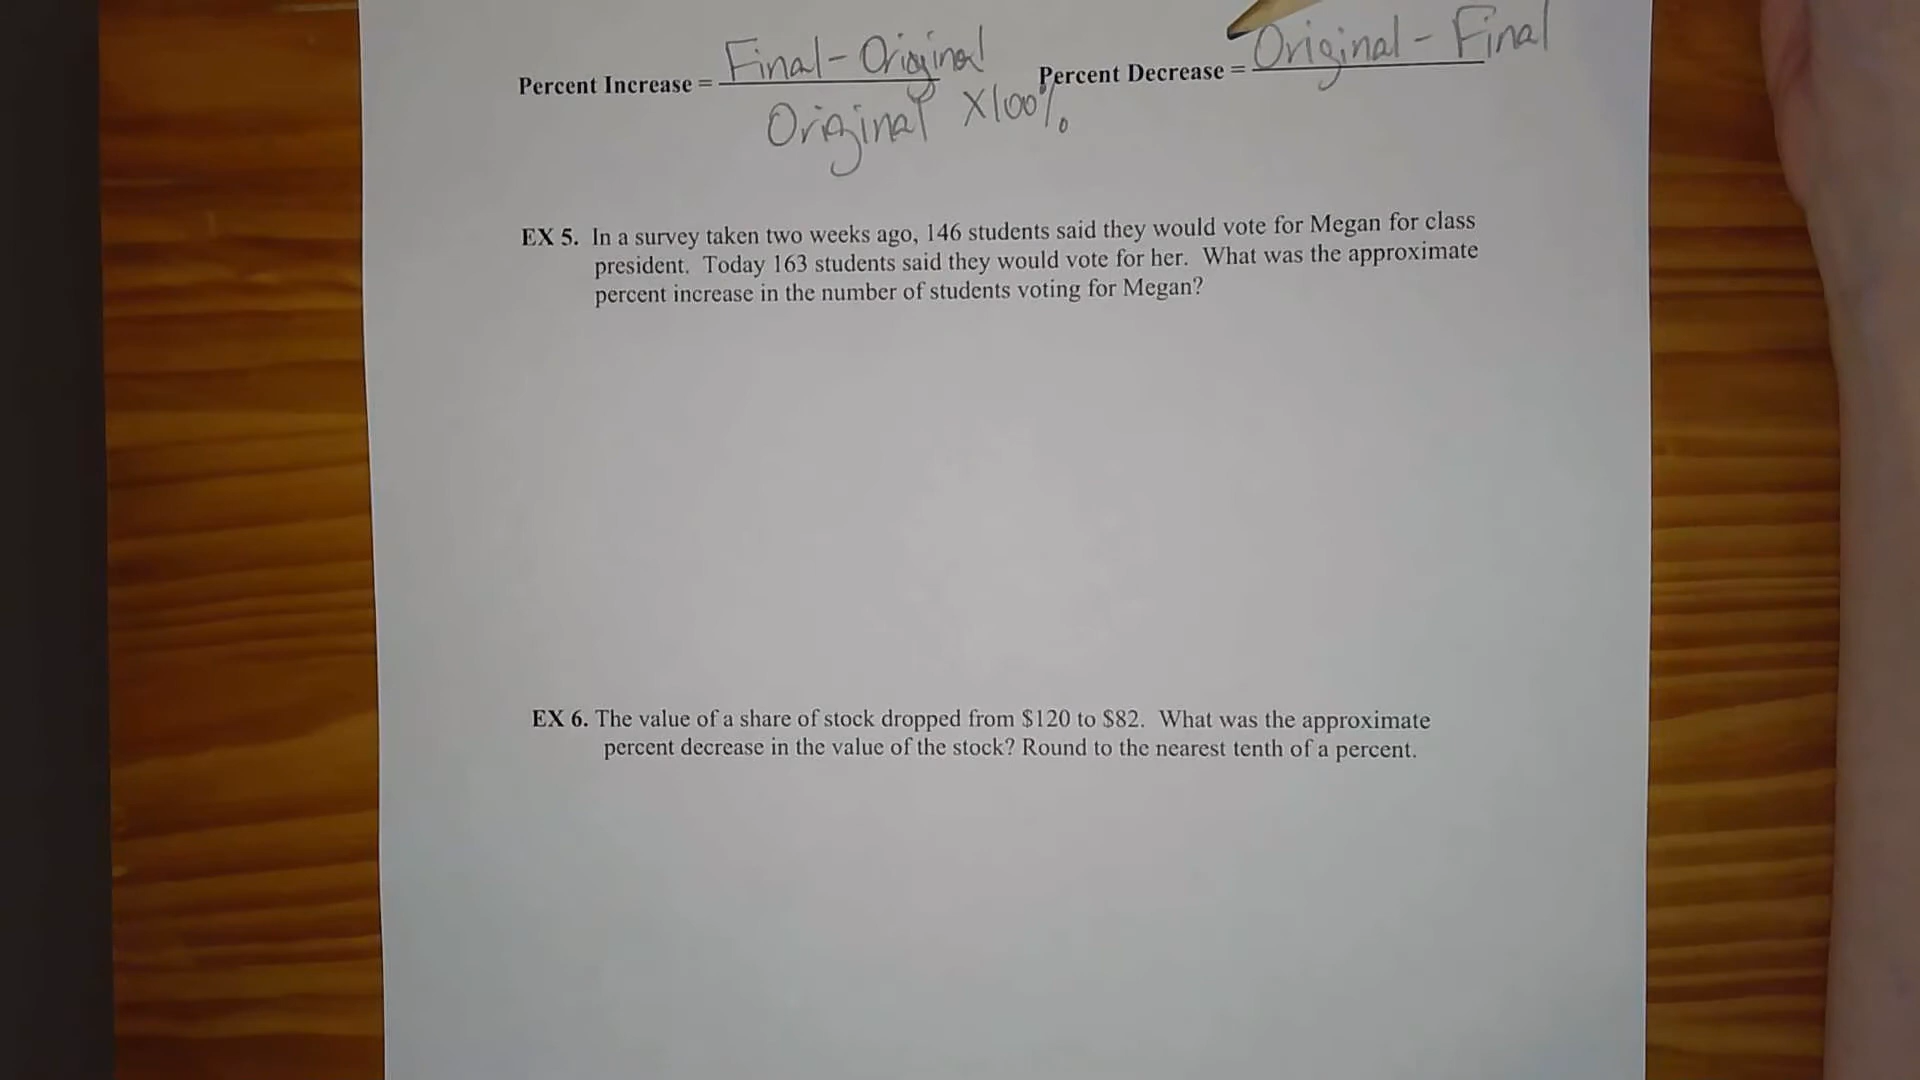 Percent Increase = Final - Original
Original X100%
Percent Decrease = Original - Final
EX 5. In a survey taken two weeks ago, 146 students said they would vote for Megan for class
president. Today 163 students said they would vote for her. What was the approximate
percent increase in the number of students voting for Megan?
EX 6. The value of a share of stock dropped from $120 to $82. What was the approximate
percent decrease in the value of the stock? Round to the nearest tenth of a percent.